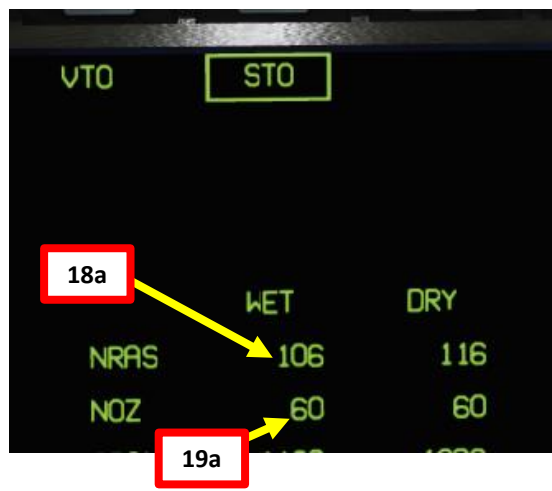 VTO STO
18a
WET DRY
NRAS 106 116
NOZ 60 60
19a